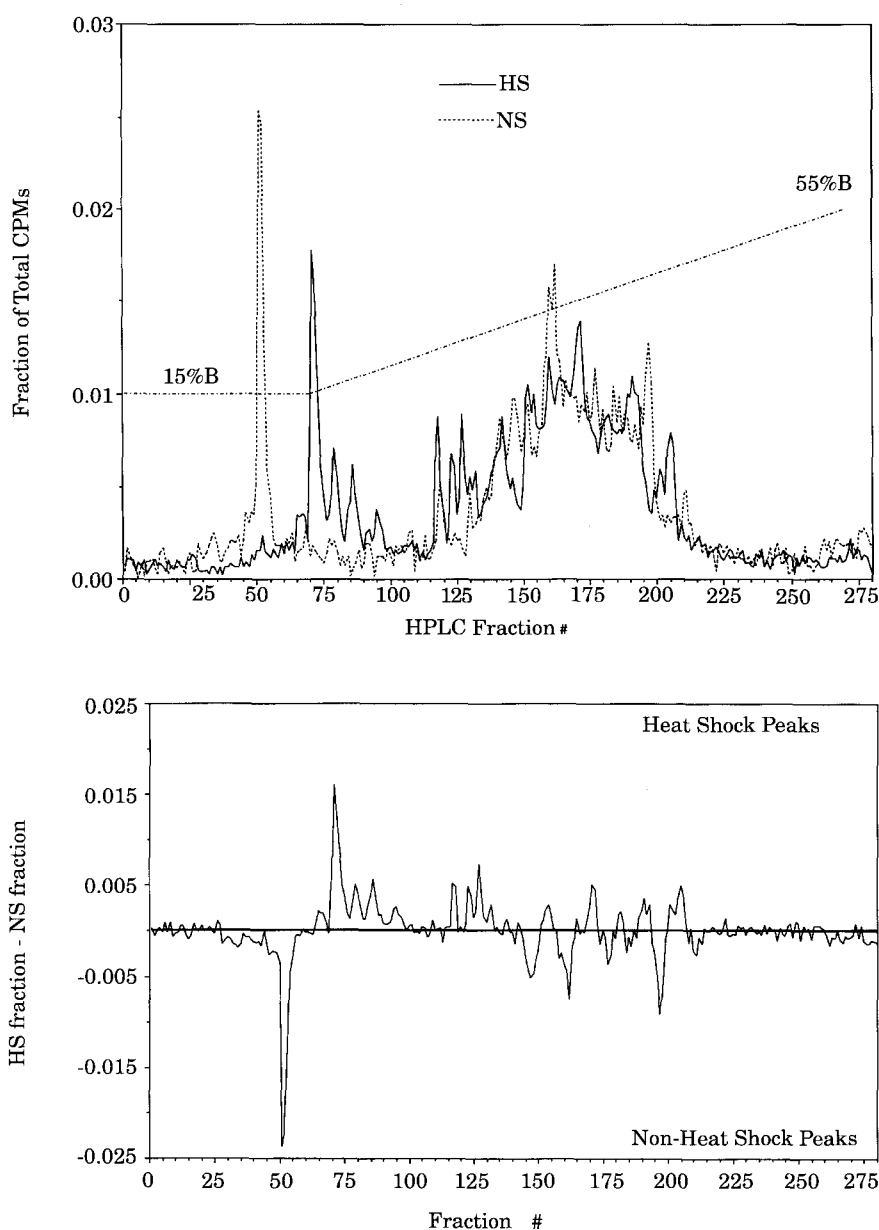 0.03
HS
NS
55%B
0.02
Fraction of Total CPMs
15%B
0.01
0.00
0 25 50 75 100 125 150 175 200 225 250 275
HPLC Fraction #
0.025
Heat Shock Peaks
0.015
HS fraction - NS fraction
0.005
-0.005
-0.015
Non-Heat Shock Peaks
-0.025
0 25 50 75 100 125 150 175 200 225 250 275
Fraction #